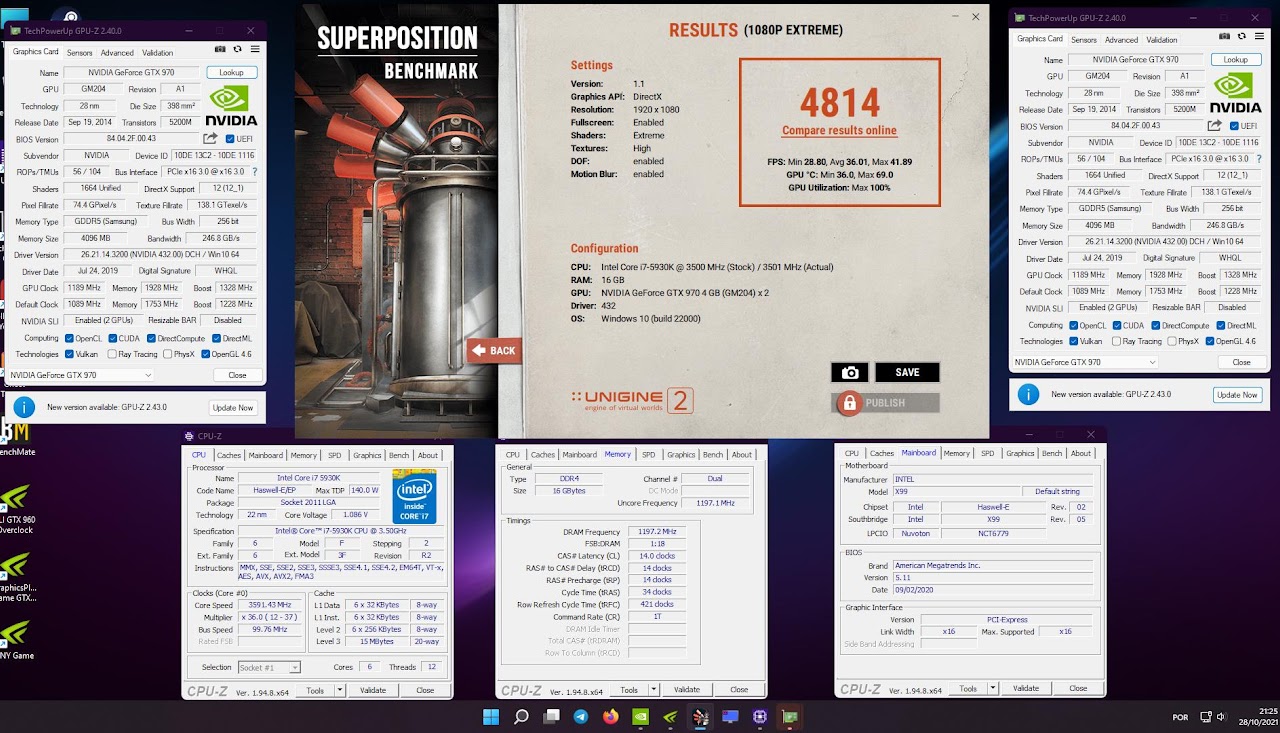 TechPowerUp GPU-Z 2.40.0
Graphics Card Sensors Advanced Validation
Name NVIDIA GeForce GTX 970 Lookup
GPU GM204 Revision A1
Technology 28 nm Die Size 398 mm²
Release Date Sep 19, 2014 Transistors 5200M
NVIDIA
BIOS Version 84.04.2F.00.43 UEFI
Subvendor NVIDIA Device ID 10DE 13C2 - 10DE 1116
ROPs/TMUs 56 / 104 Bus Interface PCIe x16 3.0 @ x16 3.0 ?
Shaders 1664 Unified DirectX Support 12 (12_1)
Pixel Fillrate 74.4 GPixel/s Texture Fillrate 138.1 GTexel/s
Memory Type GDDR5 (Samsung) Bus Width 256 bit
Memory Size 4096 MB Bandwidth 246.8 GB/s
Driver Version 26.21.14.3200 (NVIDIA 432.00) DCH / Win10 64
Driver Date Jul 24, 2019 Digital Signature WHQL
GPU Clock 1189 MHz Memory 1928 MHz Boost 1328 MHz
Default Clock 1089 MHz Memory 1753 MHz Boost 1228 MHz
NVIDIA SLI Enabled (2 GPUs) Resizable BAR Disabled
Computing OpenCL CUDA DirectCompute DirectML
Technologies Vulkan Ray Tracing PhysX OpenGL 4.6
NVIDIA GeForce GTX 970 Close
New version available: GPU-Z 2.43.0 Update Now
SUPERPOSITION
BENCHMARK
BACK
RESULTS (1080P EXTREME)
Settings
Version: 1.1
Graphics API: DirectX
Resolution: 1920 x 1080
Fullscreen: Enabled
Shaders: Extreme
Textures: High
DOF: enabled
Motion Blur: enabled
4814
Compare results online
FPS: Min 28.80, Avg 36.01, Max 41.89
GPU °C: Min 36.0, Max 69.0
GPU Utilization: Max 100%
Configuration
CPU: Intel Core i7-5930K @ 3500 MHz (Stock) / 3501 MHz (Actual)
RAM: 16 GB
GPU: NVIDIA GeForce GTX 970 4 GB (GM204) x 2
Driver: 432
OS: Windows 10 (build 22000)
SAVE
PUBLISH
UNIGINE 2
engine of virtual worlds
TechPowerUp GPU-Z 2.40.0
Graphics Card Sensors Advanced Validation
Name NVIDIA GeForce GTX 970 Lookup
GPU GM204 Revision A1
Technology 28 nm Die Size 398 mm²
Release Date Sep 19, 2014 Transistors 5200M
NVIDIA
BIOS Version 84.04.2F.00.43 UEFI
Subvendor NVIDIA Device ID 10DE 13C2 - 10DE 1116
ROPs/TMUs 56 / 104 Bus Interface PCIe x16 3.0 @ x16 3.0 ?
Shaders 1664 Unified DirectX Support 12 (12_1)
Pixel Fillrate 74.4 GPixel/s Texture Fillrate 138.1 GTexel/s
Memory Type GDDR5 (Samsung) Bus Width 256 bit
Memory Size 4096 MB Bandwidth 246.8 GB/s
Driver Version 26.21.14.3200 (NVIDIA 432.00) DCH / Win10 64
Driver Date Jul 24, 2019 Digital Signature WHQL
GPU Clock 1189 MHz Memory 1928 MHz Boost 1328 MHz
Default Clock 1089 MHz Memory 1753 MHz Boost 1228 MHz
NVIDIA SLI Enabled (2 GPUs) Resizable BAR Disabled
Computing OpenCL CUDA DirectCompute DirectML
Technologies Vulkan Ray Tracing PhysX OpenGL 4.6
NVIDIA GeForce GTX 970 Close
New version available: GPU-Z 2.43.0 Update Now
BM
enchMate
LI GTX 960
Overclock
raphicsPl...
ame GTX...
NY Game
CPU-Z
CPU Caches Mainboard Memory SPD Graphics Bench About
Processor
Name Intel Core i7 5930K
Code Name Haswell-E/EP Max TDP 140.0 W
Package Socket 2011 LGA
Technology 22 nm Core Voltage 1.086 V
intel
inside
CORE i7
Specification Intel® Core™ i7-5930K CPU @ 3.50GHz
Family 6 Model F Stepping 2
Ext. Family 6 Ext. Model 3F Revision R2
Instructions MMX, SSE, SSE2, SSE3, SSSE3, SSE4.1, SSE4.2, EM64T, VT-x,
AES, AVX, AVX2, FMA3
Clocks (Core #0)
Core Speed 3591.43 MHz
Multiplier x 36.0 ( 12 - 37 )
Bus Speed 99.76 MHz
Rated FSB
Cache
L1 Data 6 x 32 KBytes 8-way
L1 Inst. 6 x 32 KBytes 8-way
Level 2 6 x 256 KBytes 8-way
Level 3 15 MBytes 20-way
Selection Socket #1 Cores 6 Threads 12
CPU-Z Ver. 1.94.8.x64 Tools Validate Close
CPU Caches Mainboard Memory SPD Graphics Bench About
General
Type DDR4 Channel # Dual
Size 16 GBytes DC Mode
Uncore Frequency 1197.1 MHz
Timings
DRAM Frequency 1197.2 MHz
FSB:DRAM 1:18
CAS# Latency (CL) 14.0 clocks
RAS# to CAS# Delay (tRCD) 14 clocks
RAS# Precharge (tRP) 14 clocks
Cycle Time (tRAS) 34 clocks
Row Refresh Cycle Time (tRFC) 421 clocks
Command Rate (CR) 1T
DRAM Idle Timer
Total CAS# (tRDRAM)
Row To Column (tRCD)
CPU-Z Ver. 1.94.8.x64 Tools Validate Close
CPU Caches Mainboard Memory SPD Graphics Bench About
Motherboard
Manufacturer INTEL
Model X99 Default string
Chipset Intel Haswell-E Rev. 02
Southbridge Intel X99 Rev. 05
LPCIO Nuvoton NCT6779
BIOS
Brand American Megatrends Inc.
Version 5.11
Date 09/02/2020
Graphic Interface
Version PCI-Express
Link Width x16 Max. Supported x16
Side Band Addressing
CPU-Z Ver. 1.94.8.x64 Tools Validate Close
POR
21:25
28/10/2021